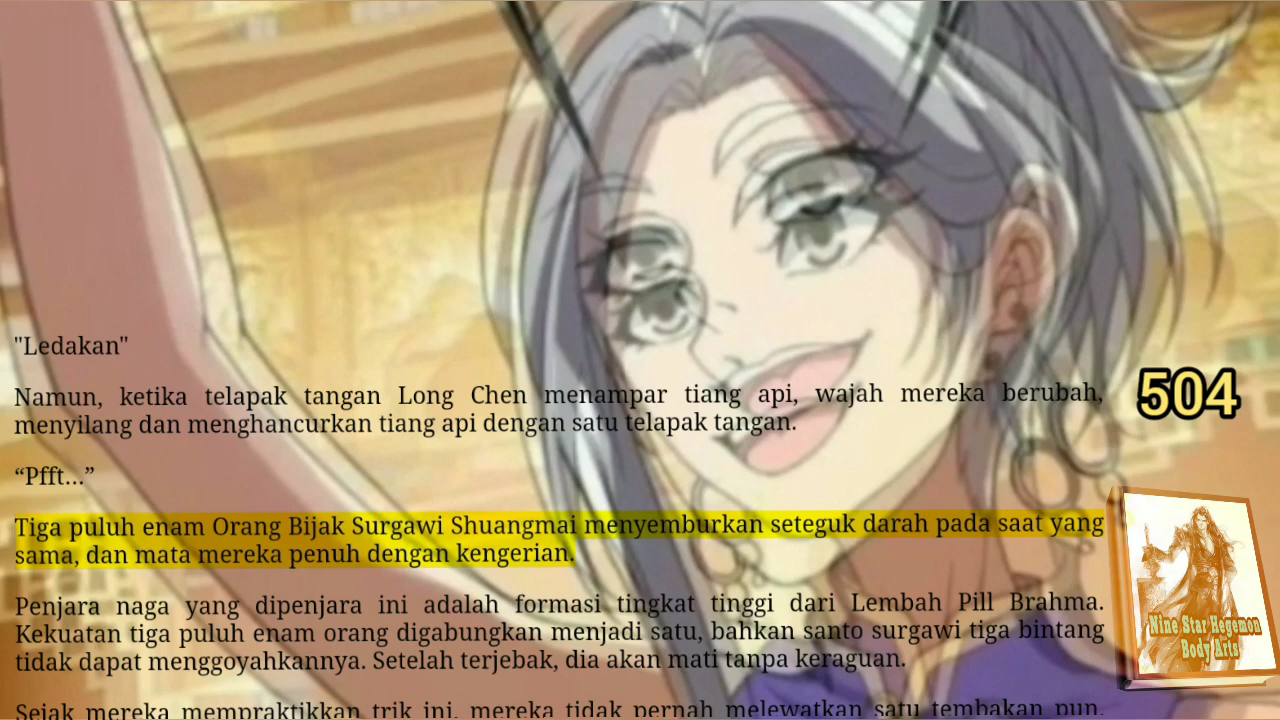 "Ledakan"
Namun, ketika telapak tangan Long Chen menampar tiang api, wajah mereka berubah,
menyilang dan menghancurkan tiang api dengan satu telapak tangan.
504
“Pfft...”
Tiga puluh enam Orang Bijak Surgawi Shuangmai menyemburkan seteguk darah pada saat yang
sama, dan mata mereka penuh dengan kengerian.
Penjara naga yang dipenjara ini adalah formasi tingkat tinggi dari Lembah Pill Brahma.
Kekuatan tiga puluh enam orang digabungkan menjadi satu, bahkan santo surgawi tiga bintang
tidak dapat menggoyahkannya. Setelah terjebak, dia akan mati tanpa keraguan.
Nine Star Hegemon
Body Arts
Sejak mereka mempraktikkan trik ini, mereka tidak pernah melewatkan satu tembakan pun.